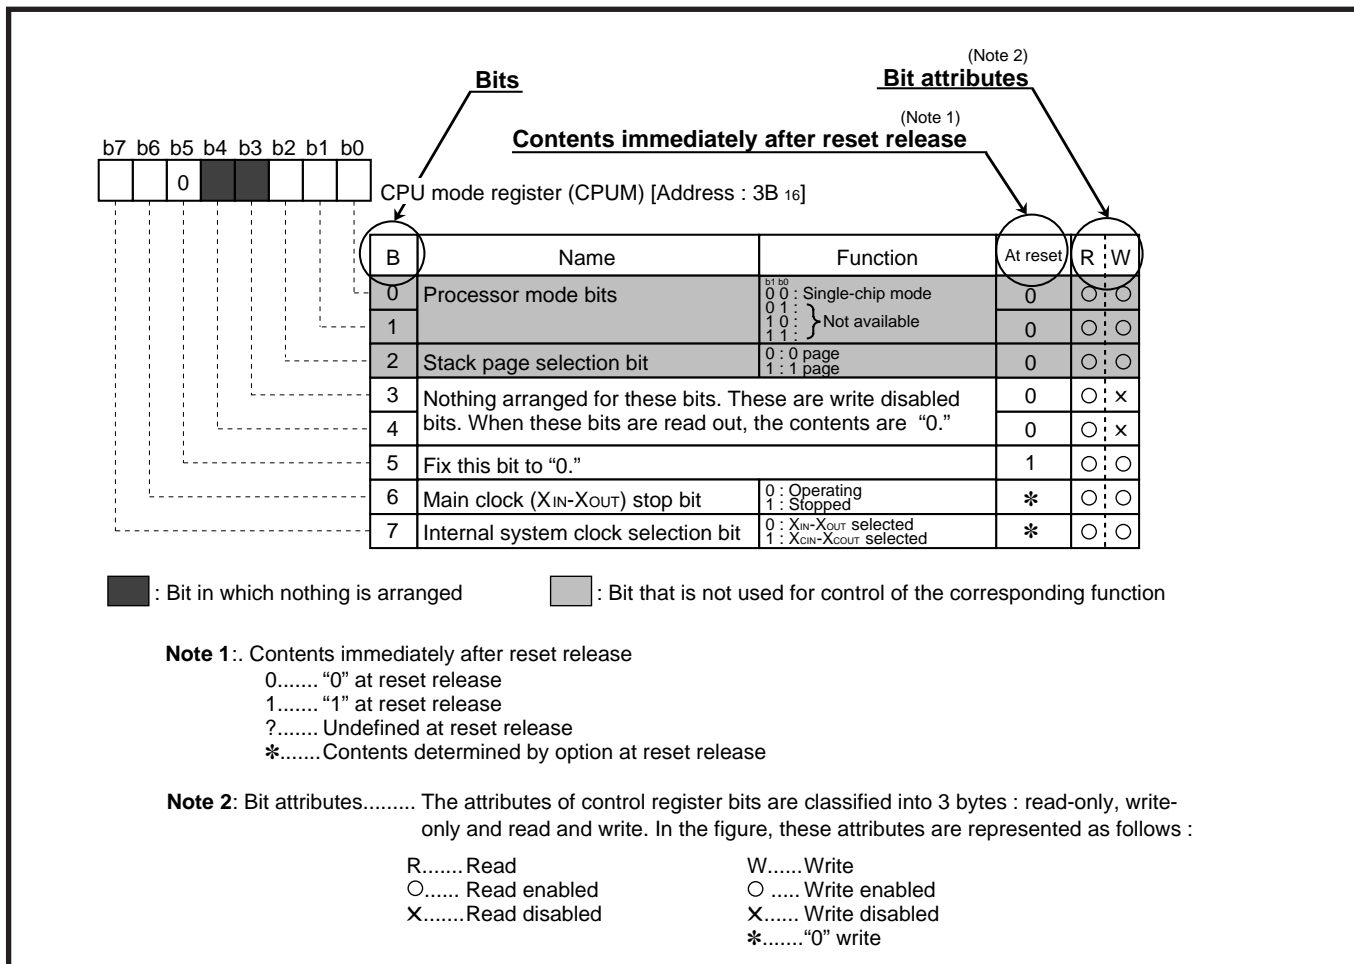 (Note 2)
Bits
Bit attributes
(Note 1)
Contents immediately after reset release
b7 b6 b5 b4 b3 b2 b1 b0
0
CPU mode register (CPUM) [Address : 3B 16]
B Name Function At reset R W
0 Processor mode bits b1 b0 0 0 : Single-chip mode 0
0 1 :
1 1 0 : Not available 0
1 1 :
2 Stack page selection bit 0 : 0 page 0
1 : 1 page
3 Nothing arranged for these bits. These are write disabled 0 ○ ×
4 bits. When these bits are read out, the contents are “0.” 0 ○ ×
5 Fix this bit to “0.” 1 ○ ○
6 Main clock (XIN-XOUT) stop bit 0 : Operating ✻ ○ ○
1 : Stopped
7 Internal system clock selection bit 0 : XIN-XOUT selected ✻ ○ ○
1 : XCIN-XCOUT selected
: Bit in which nothing is arranged : Bit that is not used for control of the corresponding function
Note 1:. Contents immediately after reset release
0....... “0” at reset release
1....... “1” at reset release
?....... Undefined at reset release
✻.......Contents determined by option at reset release
Note 2: Bit attributes......... The attributes of control register bits are classified into 3 bytes : read-only, write-
only and read and write. In the figure, these attributes are represented as follows :
R.......Read W......Write
○...... Read enabled ○ ..... Write enabled
×.......Read disabled ×...... Write disabled
✻.......“0” write